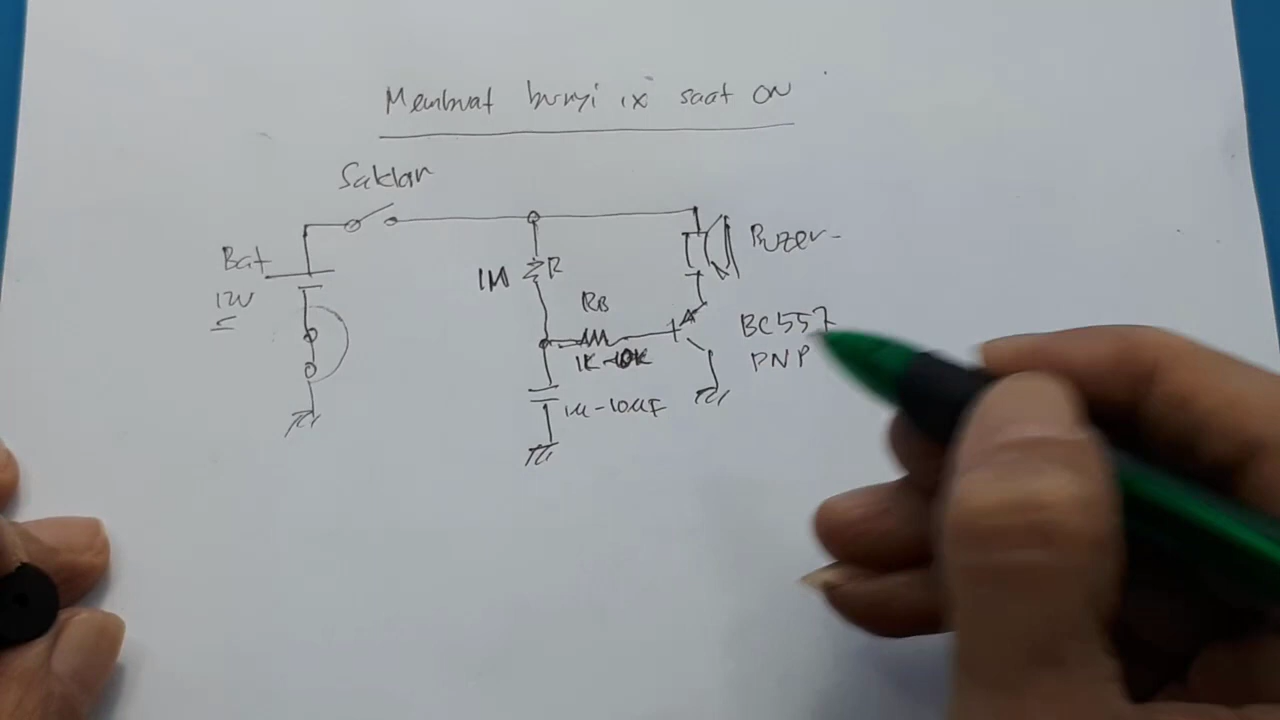 Membuat bunyi 1x saat ON
Saklar
Bat
12V
Buzer
1M
R
RB
1K-10K
BC557
PNP
1u-10uF